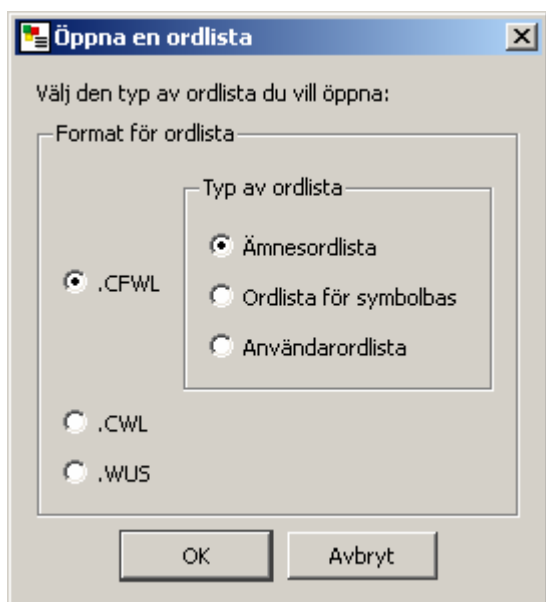 Öppna en ordlista
Välj den typ av ordlista du vill öppna:
Format för ordlista
Typ av ordlista
Ämnesordlista
.CFWL
Ordlista för symbolbas
Användarordlista
.CWL
.WUS
OK
Avbryt